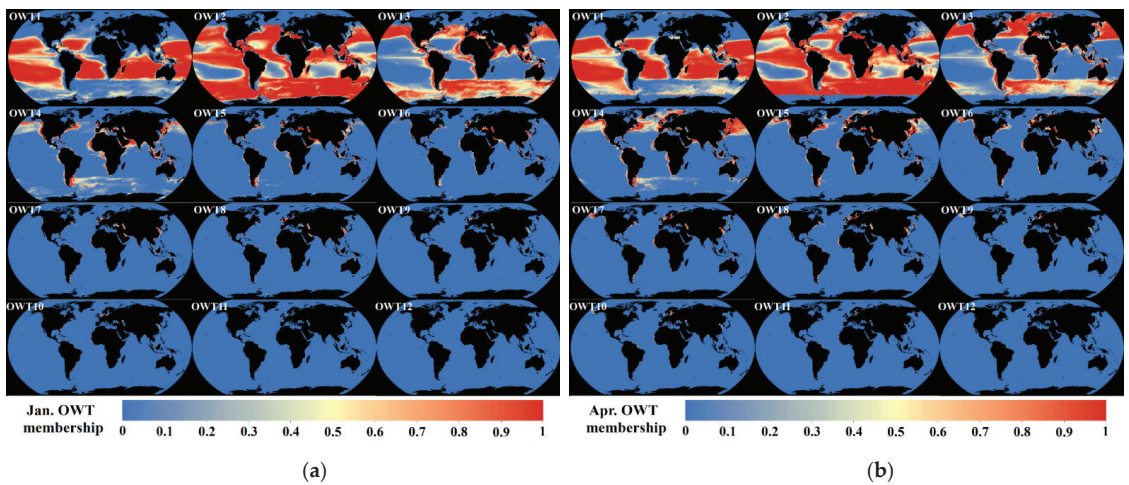 OWT1 OWT2 OWT3
OWT4 OWT5 OWT6
OWT7 OWT8 OWT9
OWT10 OWT11 OWT12
Jan. OWT
membership
0 0.1 0.2 0.3 0.4 0.5 0.6 0.7 0.8 0.9 1
(a)
OWT1 OWT2 OWT3
OWT4 OWT5 OWT6
OWT7 OWT8 OWT9
OWT10 OWT11 OWT12
Apr. OWT
membership
0 0.1 0.2 0.3 0.4 0.5 0.6 0.7 0.8 0.9 1
(b)